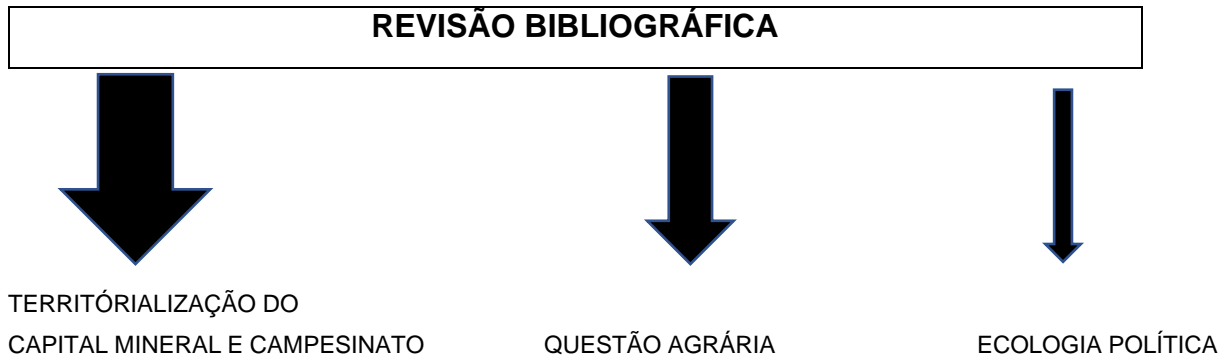 REVISÃO BIBLIOGRÁFICA
TERRITÓRIALIZAÇÃO DO
CAPITAL MINERAL E CAMPESINATO
QUESTÃO AGRÁRIA
ECOLOGIA POLÍTICA